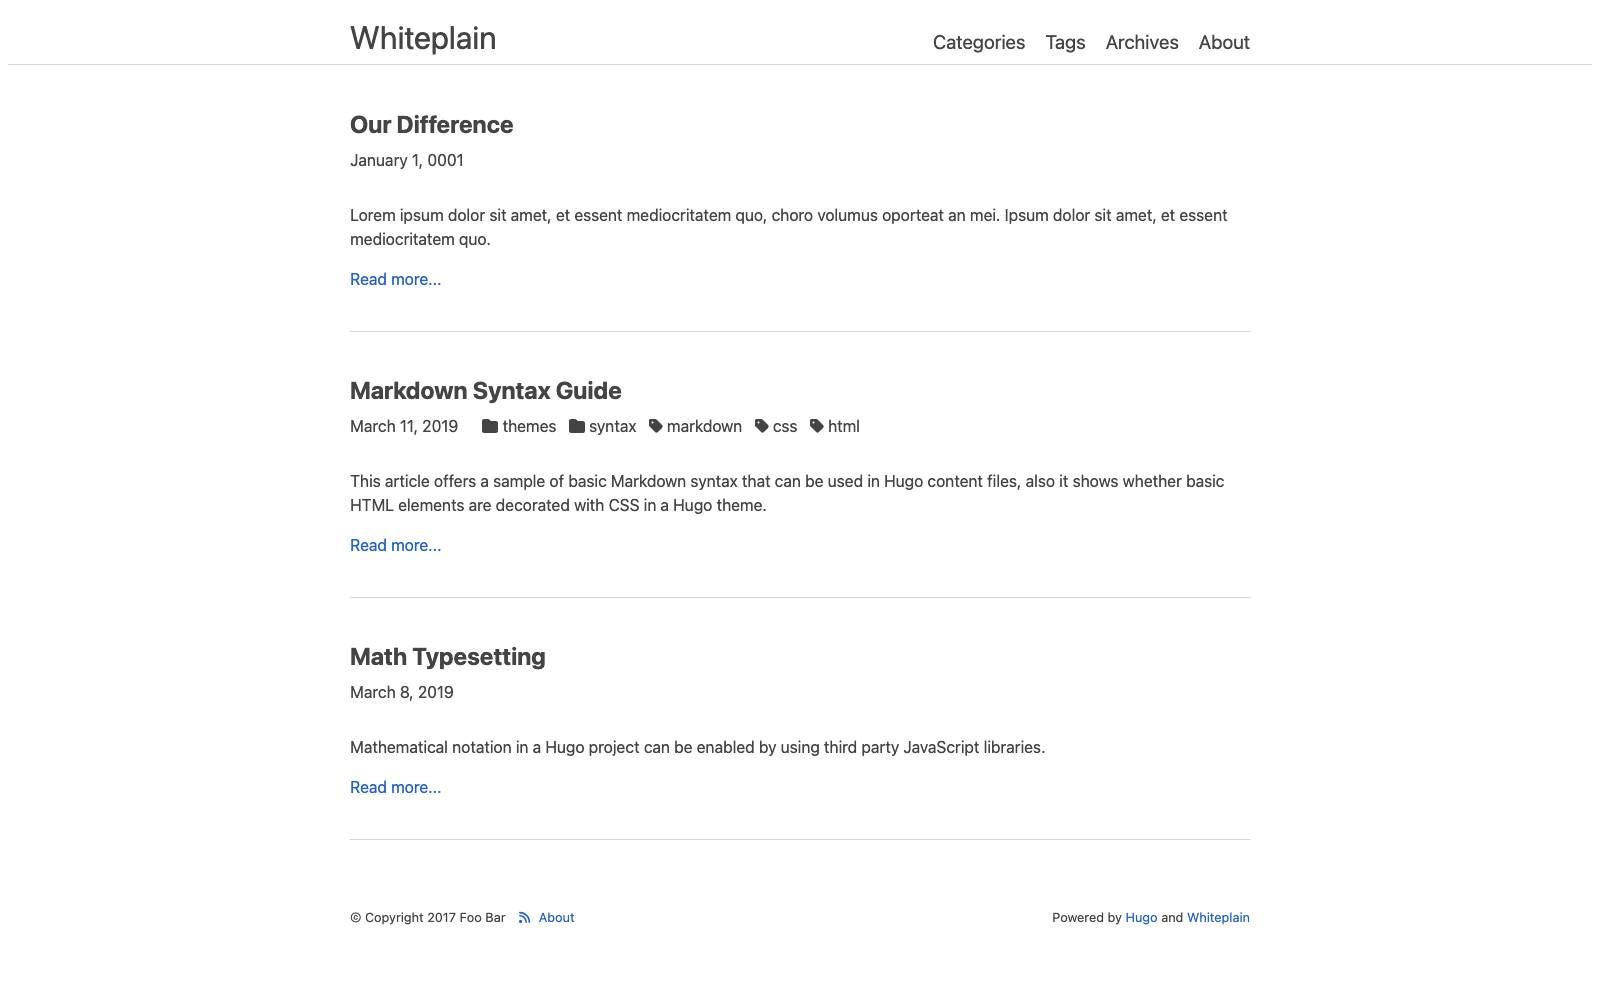 Whiteplain
Categories Tags Archives About
Our Difference
January 1, 0001
Lorem ipsum dolor sit amet, et essent mediocritatem quo, choro volumus oporteat an mei. Ipsum dolor sit amet, et essent
mediocritatem quo.
Read more...
Markdown Syntax Guide
March 11, 2019 themes syntax markdown css html
This article offers a sample of basic Markdown syntax that can be used in Hugo content files, also it shows whether basic
HTML elements are decorated with CSS in a Hugo theme.
Read more...
Math Typesetting
March 8, 2019
Mathematical notation in a Hugo project can be enabled by using third party JavaScript libraries.
Read more...
© Copyright 2017 Foo Bar About
Powered by Hugo and Whiteplain